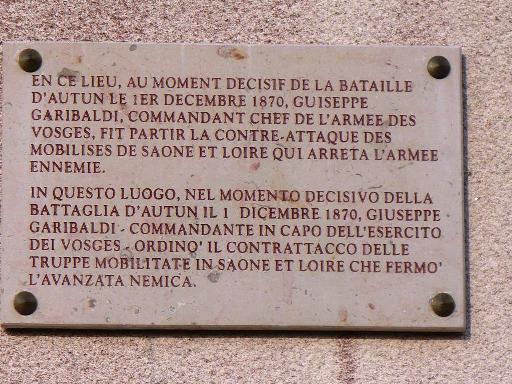 EN CE LIEU, AU MOMENT DECISIF DE LA BATAILLE
D'AUTUN LE 1ER DECEMBRE 1870, GUISEPPE
GARIBALDI, COMMANDANT CHEF DE L'ARMEE DES
VOSGES, FIT PARTIR LA CONTRE-ATTAQUE DES
MOBILISES DE SAONE ET LOIRE QUI ARRETA L'ARMEE
ENNEMIE.
IN QUESTO LUOGO, NEL MOMENTO DECISIVO DELLA
BATTAGLIA D'AUTUN IL 1 DICEMBRE 1870, GIUSEPPE
GARIBALDI - COMMANDANTE IN CAPO DELL'ESERCITO
DEI VOSGES - ORDINO' IL CONTRATTACCO DELLE
TRUPPE MOBILITATE IN SAONE ET LOIRE CHE FERMO'
L'AVANZATA NEMICA.